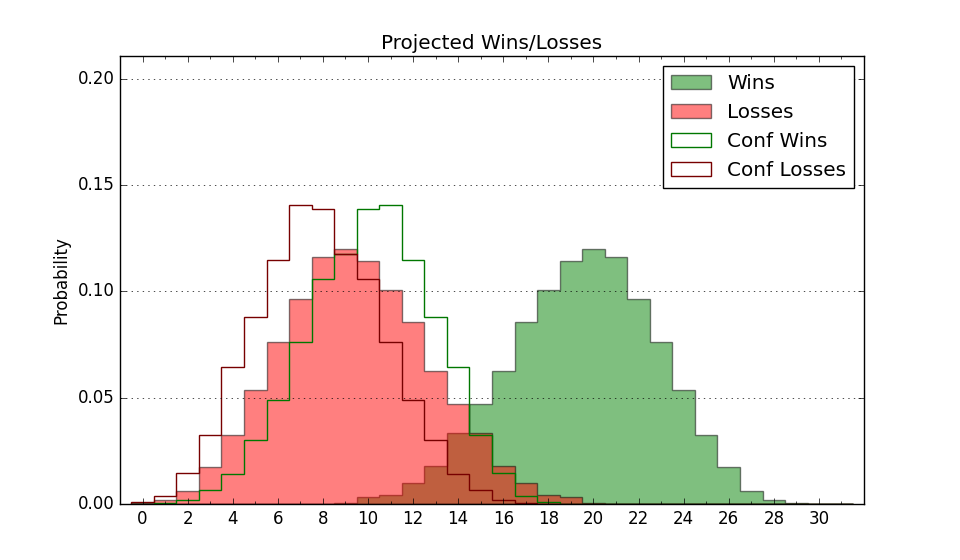 Projected Wins/Losses
Wins
Losses
Conf Wins
Conf Losses
Probability
0.20
0.15
0.10
0.05
0.00
0 2 4 6 8 10 12 14 16 18 20 22 24 26 28 30